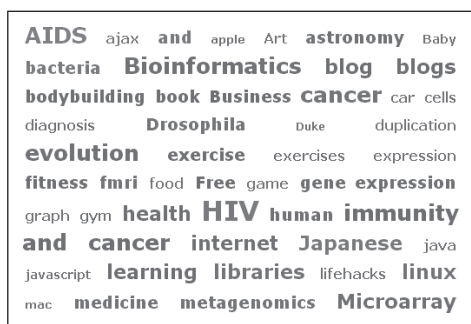 AIDS ajax and apple Art astronomy Baby
bacteria Bioinformatics blog blogs
bodybuilding book Business cancer car cells
diagnosis Drosophila Duke duplication
evolution exercise exercises expression
fitness fmri food Free game gene expression
graph gym health HIV human immunity
and cancer internet Japanese java
javascript learning libraries lifehacks linux
mac medicine metagenomics Microarray